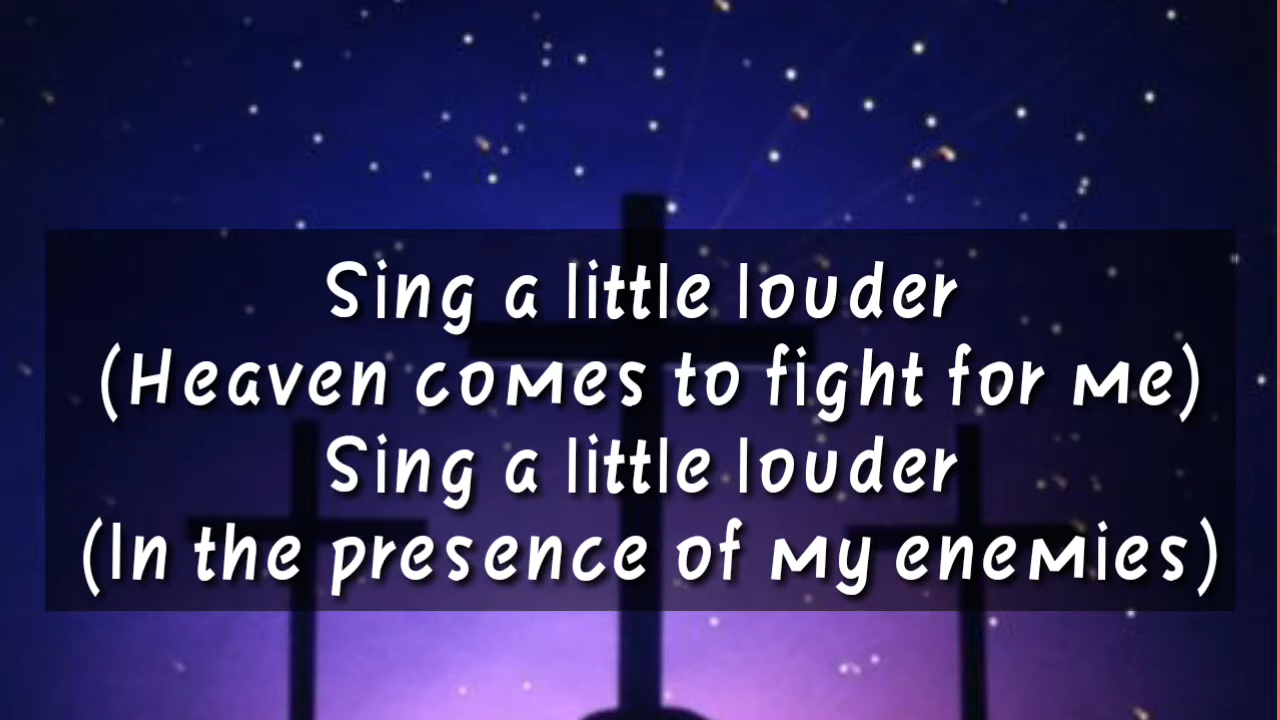 Sing a little louder
(Heaven comes to fight for me)
Sing a little louder
(In the presence of my enemies)